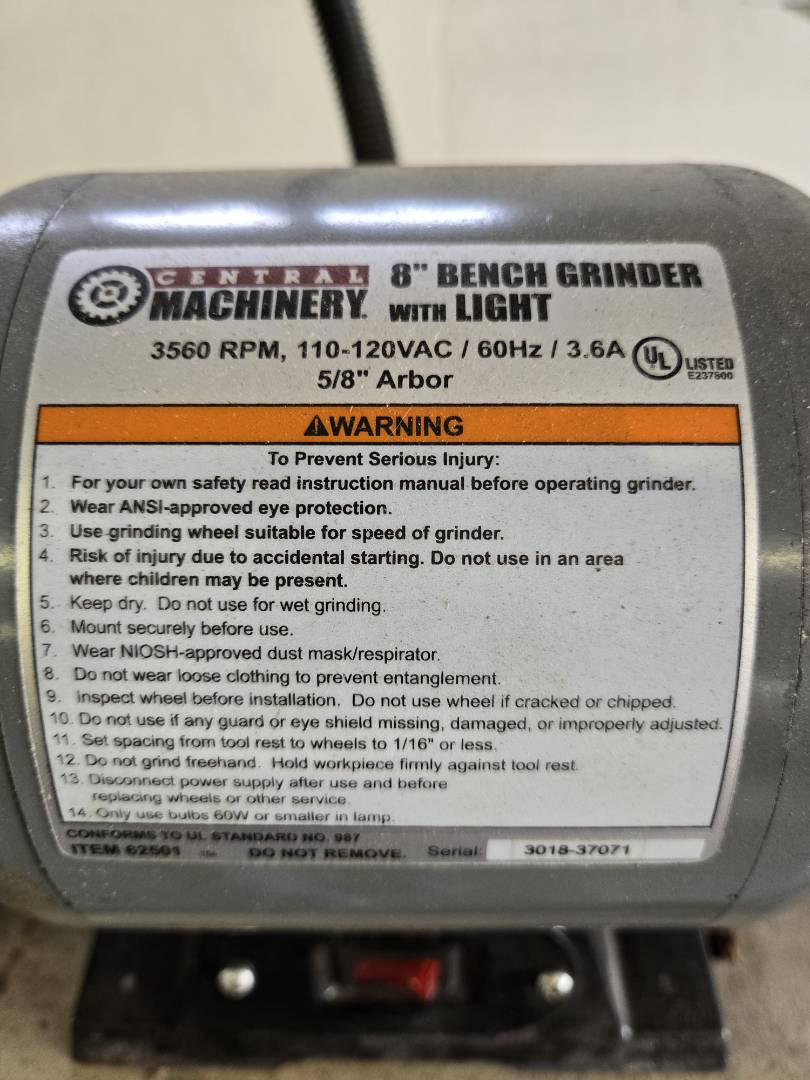 CENTRAL
MACHINERY.
8" BENCH GRINDER
WITH LIGHT
3560 RPM, 110-120VAC / 60Hz / 3.6A
5/8" Arbor
UL LISTED
E237800
WARNING
To Prevent Serious Injury:
1. For your own safety read instruction manual before operating grinder.
2. Wear ANSI-approved eye protection.
3. Use grinding wheel suitable for speed of grinder.
4. Risk of injury due to accidental starting. Do not use in an area
where children may be present.
5. Keep dry. Do not use for wet grinding.
6. Mount securely before use.
7. Wear NIOSH-approved dust mask/respirator.
8. Do not wear loose clothing to prevent entanglement.
9. Inspect wheel before installation. Do not use wheel if cracked or chipped.
10. Do not use if any guard or eye shield missing, damaged, or improperly adjusted.
11. Set spacing from tool rest to wheels to 1/16" or less.
12. Do not grind freehand. Hold workpiece firmly against tool rest.
13. Disconnect power supply after use and before
replacing wheels or other service.
14. Only use bulbs 60W or smaller in lamp.
CONFORMS TO UL STANDARD NO. 987
ITEM 62501 DO NOT REMOVE. Serial: 3018-37071